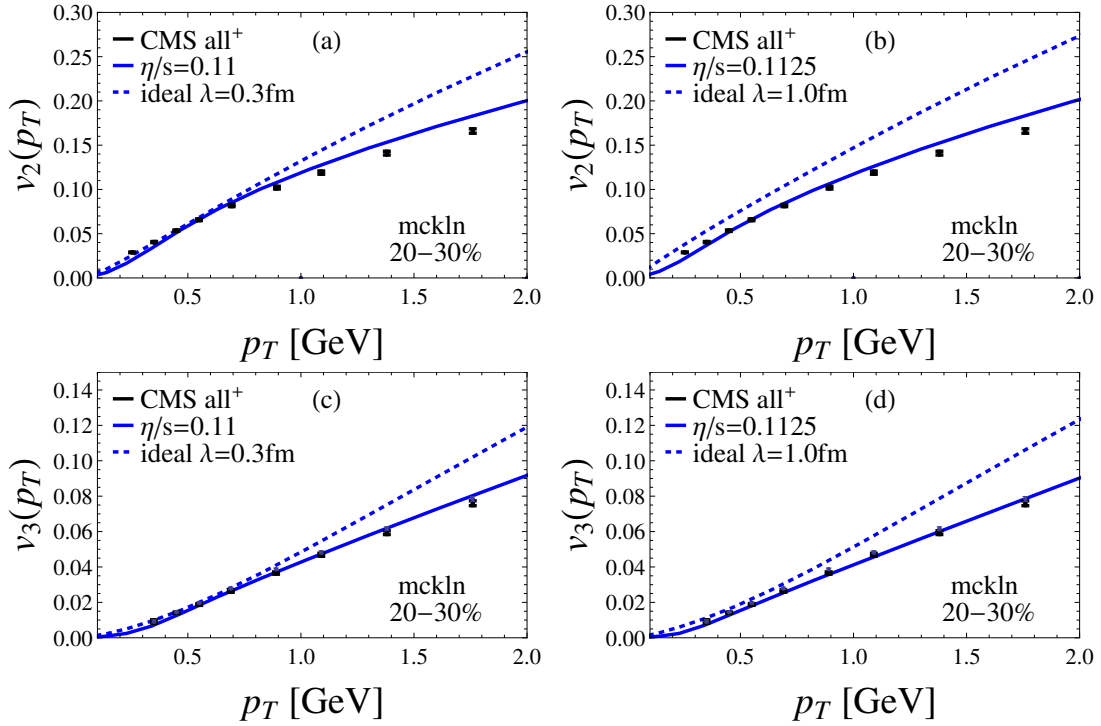 0.30
0.25
0.20
0.15
0.10
0.05
0.00
v₂(p_T)
CMS all⁺
η/s=0.11
ideal λ=0.3fm
(a)
mckln
20−30%
0.5 1.0 1.5 2.0
p_T [GeV]
0.30
0.25
0.20
0.15
0.10
0.05
0.00
v₂(p_T)
CMS all⁺
η/s=0.1125
ideal λ=1.0fm
(b)
mckln
20−30%
0.5 1.0 1.5 2.0
p_T [GeV]
0.14
0.12
0.10
0.08
0.06
0.04
0.02
0.00
v₃(p_T)
CMS all⁺
η/s=0.11
ideal λ=0.3fm
(c)
mckln
20−30%
0.5 1.0 1.5 2.0
p_T [GeV]
0.14
0.12
0.10
0.08
0.06
0.04
0.02
0.00
v₃(p_T)
CMS all⁺
η/s=0.1125
ideal λ=1.0fm
(d)
mckln
20−30%
0.5 1.0 1.5 2.0
p_T [GeV]